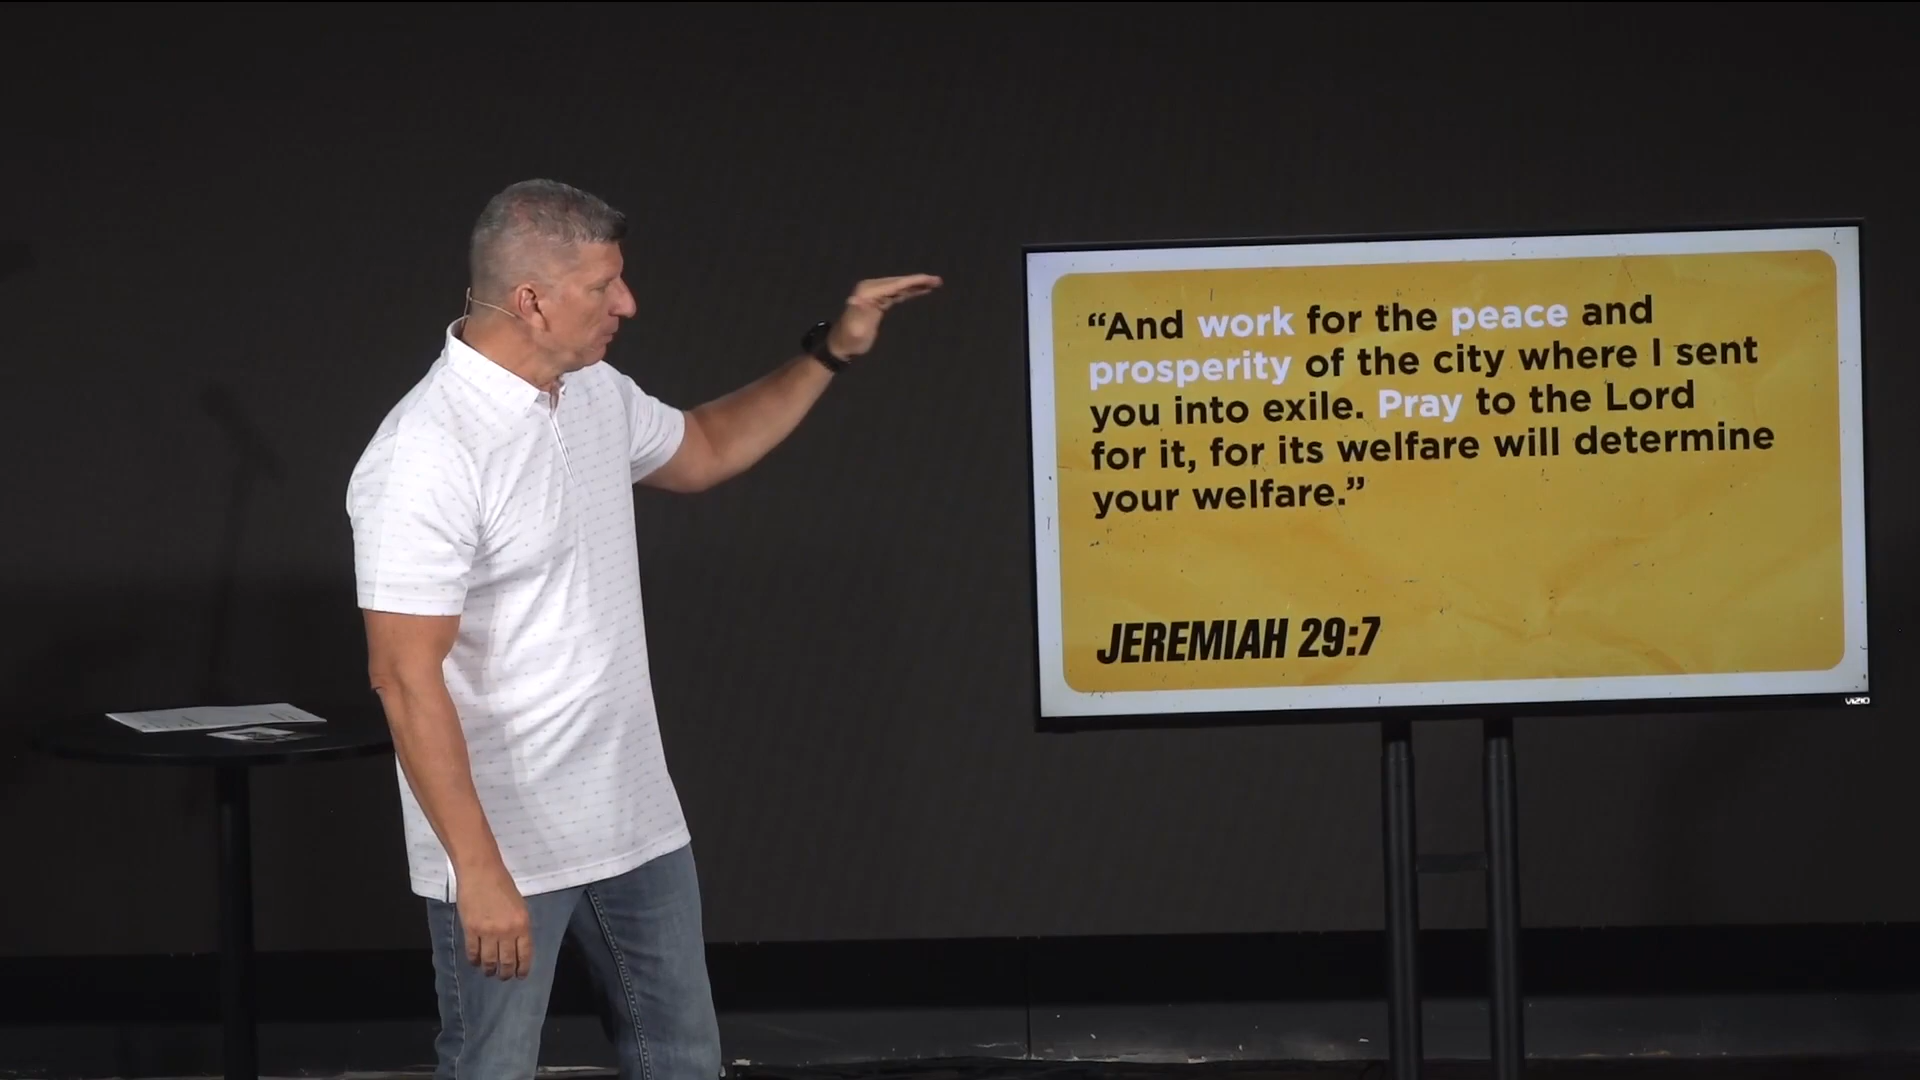 “And work for the peace and
prosperity of the city where I sent
you into exile. Pray to the Lord
for it, for its welfare will determine
your welfare.”
JEREMIAH 29:7
VIZIO